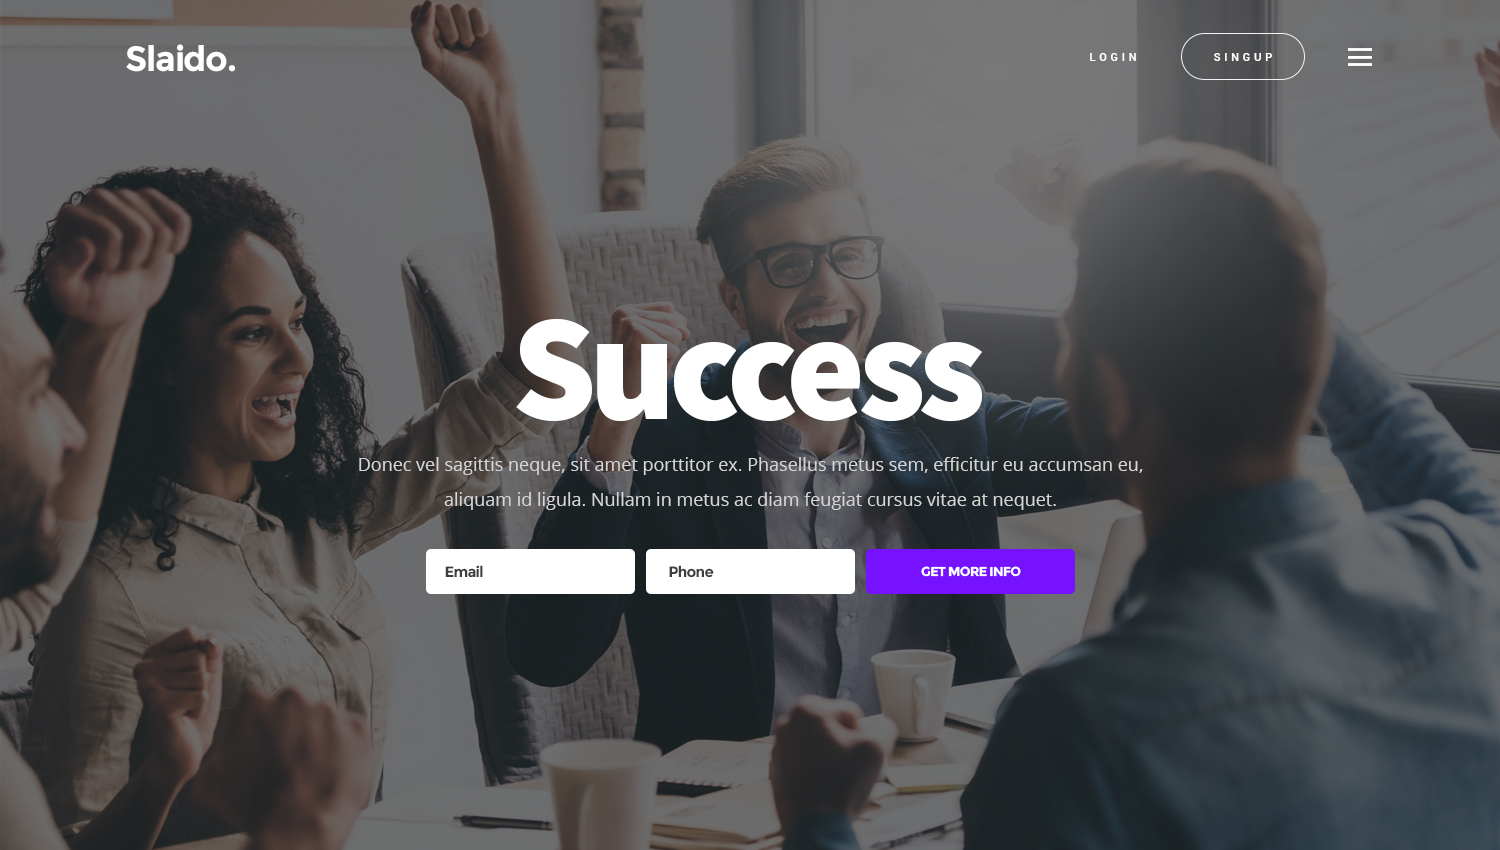 Slaido.
LOGIN
SINGUP
Success
Donec vel sagittis neque, sit amet porttitor ex. Phasellus metus sem, efficitur eu accumsan eu,
aliquam id ligula. Nullam in metus ac diam feugiat cursus vitae at nequet.
Email
Phone
GET MORE INFO